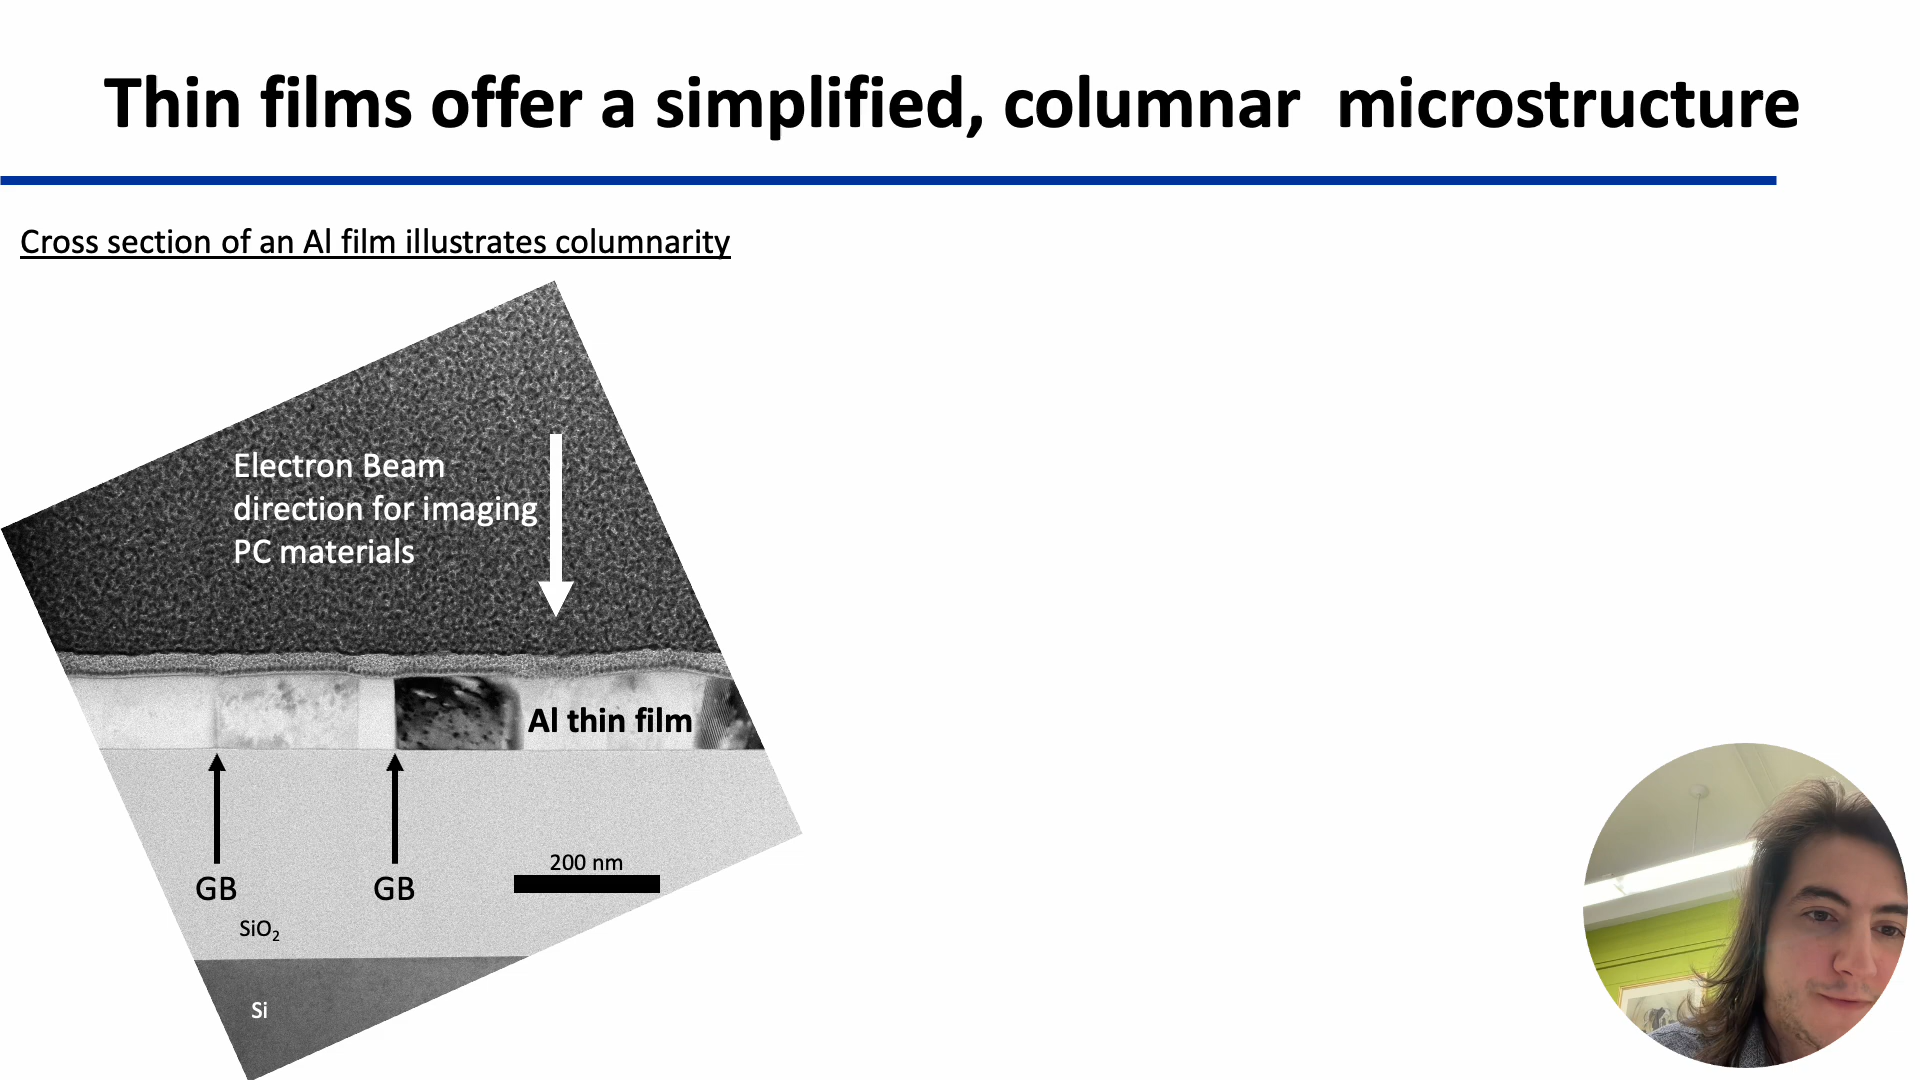 Thin films offer a simplified, columnar  microstructure
Cross section of an Al film illustrates columnarity
Electron Beam
direction for imaging
PC materials
Al thin film
200 nm
GB
GB
SiO₂
Si